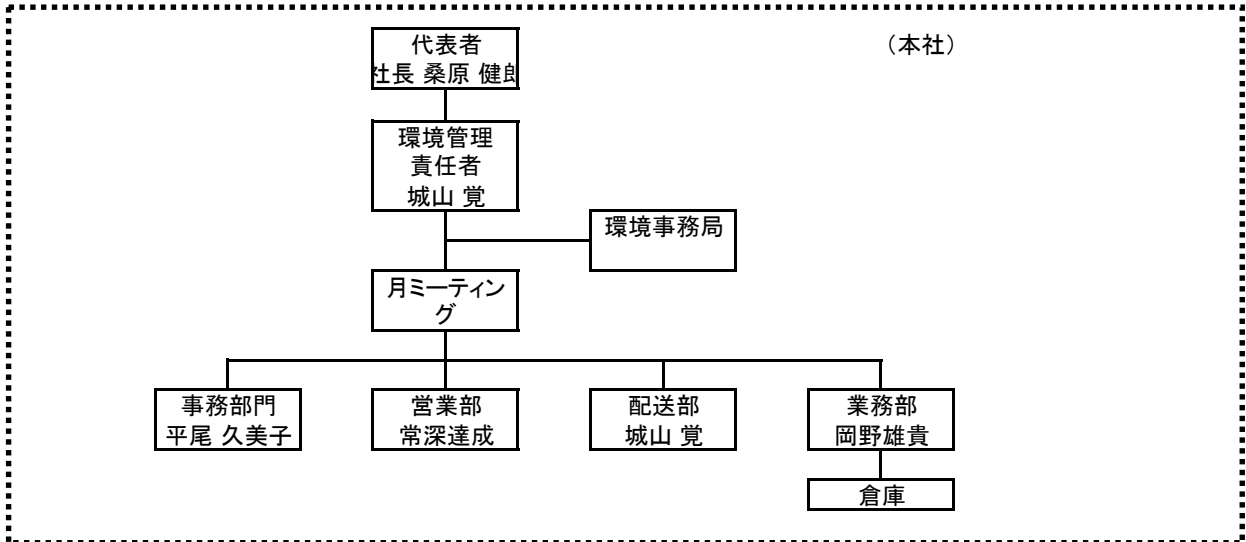 代表者
(本社)
社長 桑原 健郎
環境管理
責任者
城山 覚
環境事務局
月ミーティン
グ
事務部門
平尾 久美子
営業部
常深達成
配送部
城山 覚
業務部
岡野雄貴
倉庫